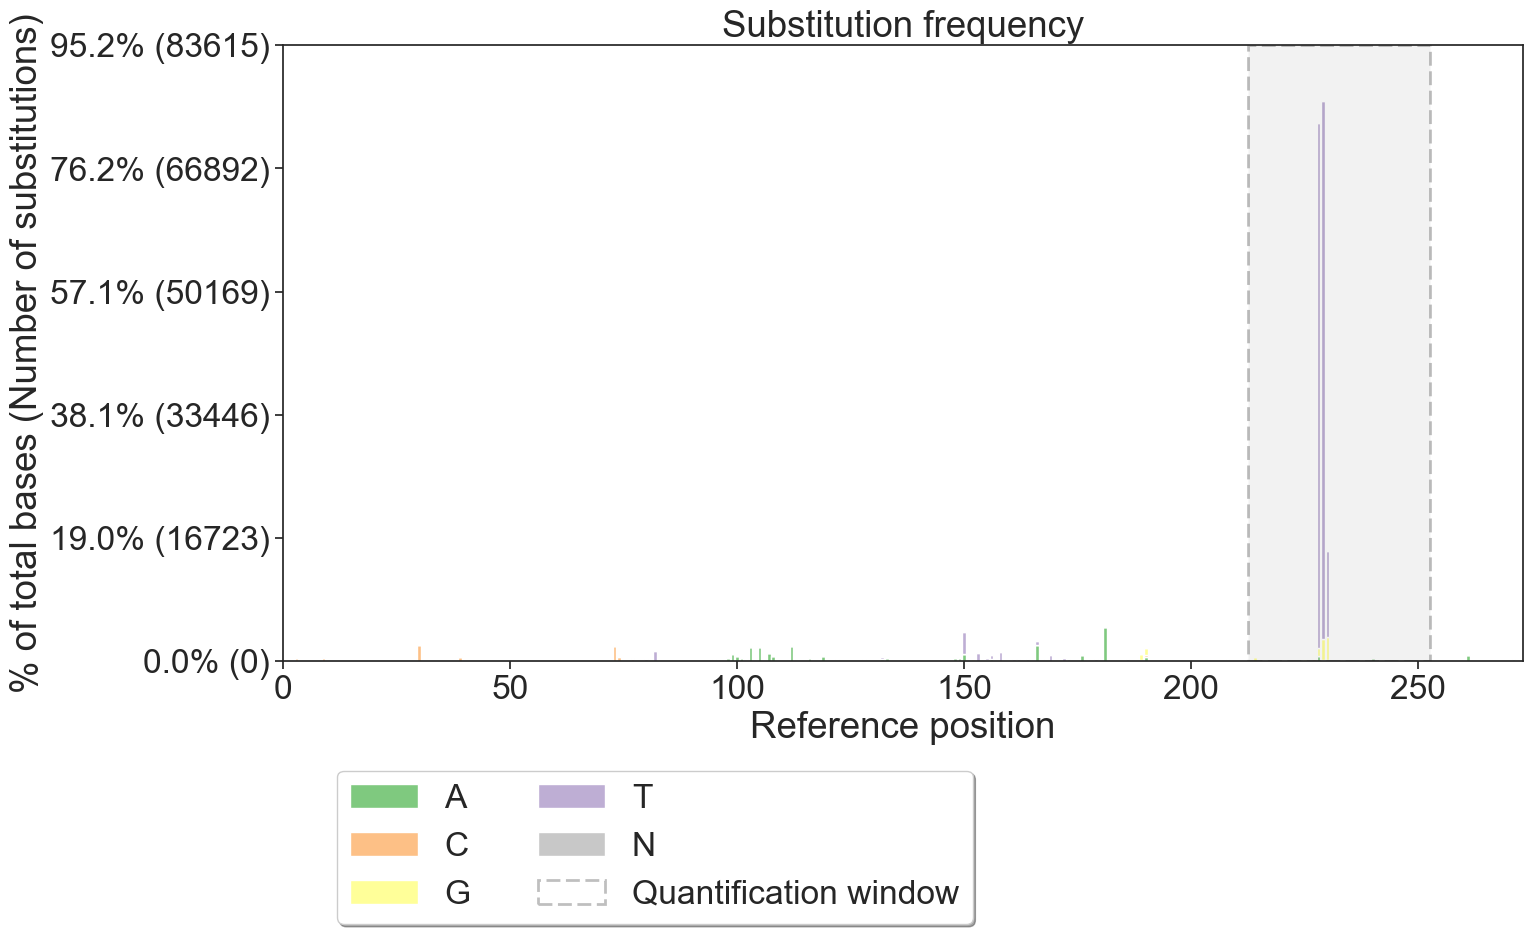 Substitution frequency
% of total bases (Number of substitutions)
95.2% (83615)
76.2% (66892)
57.1% (50169)
38.1% (33446)
19.0% (16723)
0.0% (0)
0 50 100 150 200 250
Reference position
A T
C N
G Quantification window